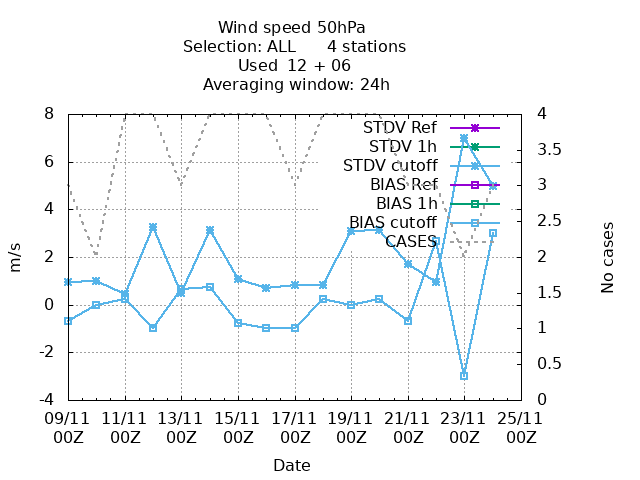 Wind speed 50hPa
Selection: ALL 4 stations
Used 12 + 06
Averaging window: 24h
STDV Ref
STDV 1h
STDV cutoff
BIAS Ref
BIAS 1h
BIAS cutoff
CASES
8
6
4
2
0
-2
-4
m/s
4
3.5
3
2.5
2
1.5
1
0.5
0
No cases
09/11 11/11 13/11 15/11 17/11 19/11 21/11 23/11 25/11
00Z 00Z 00Z 00Z 00Z 00Z 00Z 00Z 00Z
Date